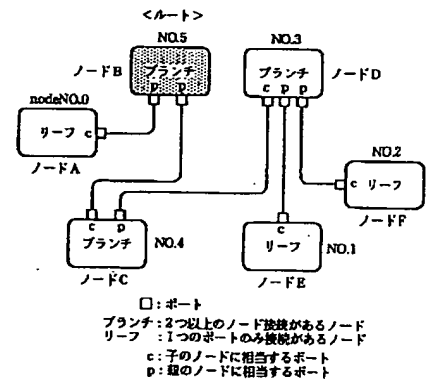 <ルート>
NO.5
NO.3
ノードB
ブランチ
p p
ブランチ
c p p
ノードD
nodeNO.0
リーフ c
ノードA
NO.2
c リーフ
ノードF
c p
ブランチ
NO.4
ノードC
c
リーフ
NO.1
ノードE
□:ポート
ブランチ:2つ以上のノード接続があるノード
リーフ :1つのポートのみ接続があるノード
c:子のノードに相当するポート
p:親のノードに相当するポート